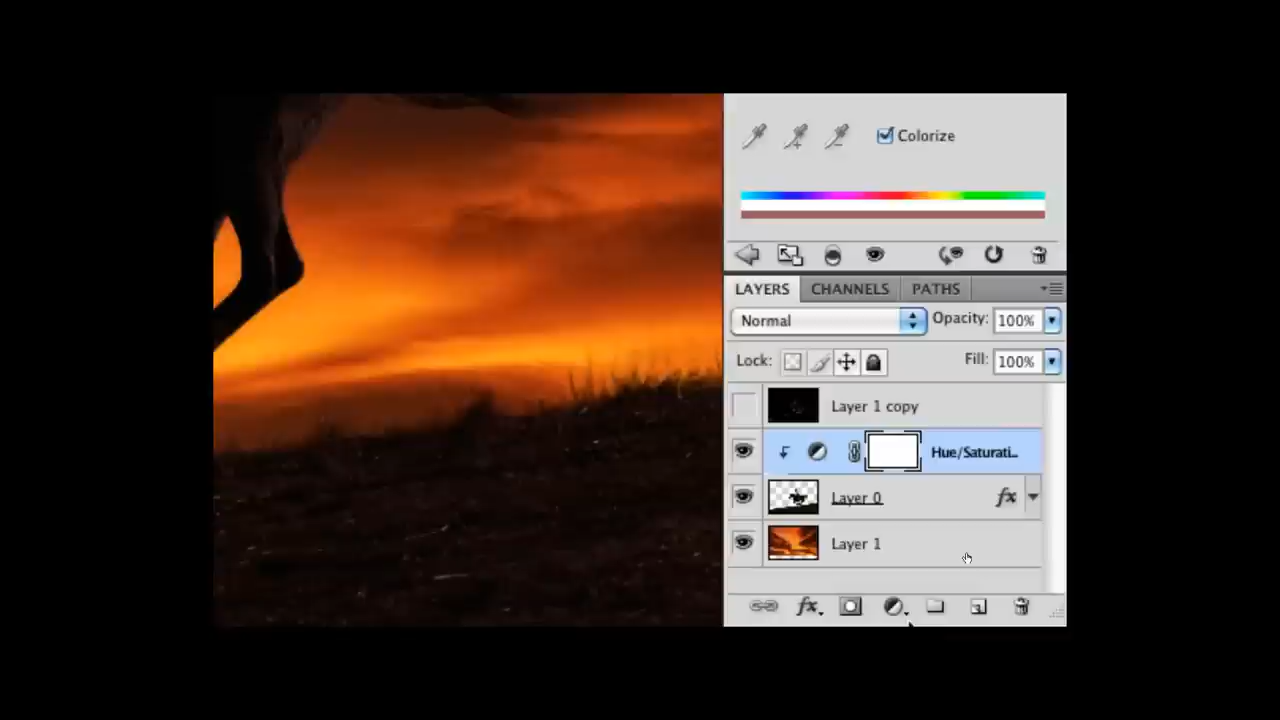 Colorize
LAYERS CHANNELS PATHS
Normal Opacity: 100%
Lock: Fill: 100%
Layer 1 copy
Hue/Saturati...
Layer 0 fx
Layer 1
fx